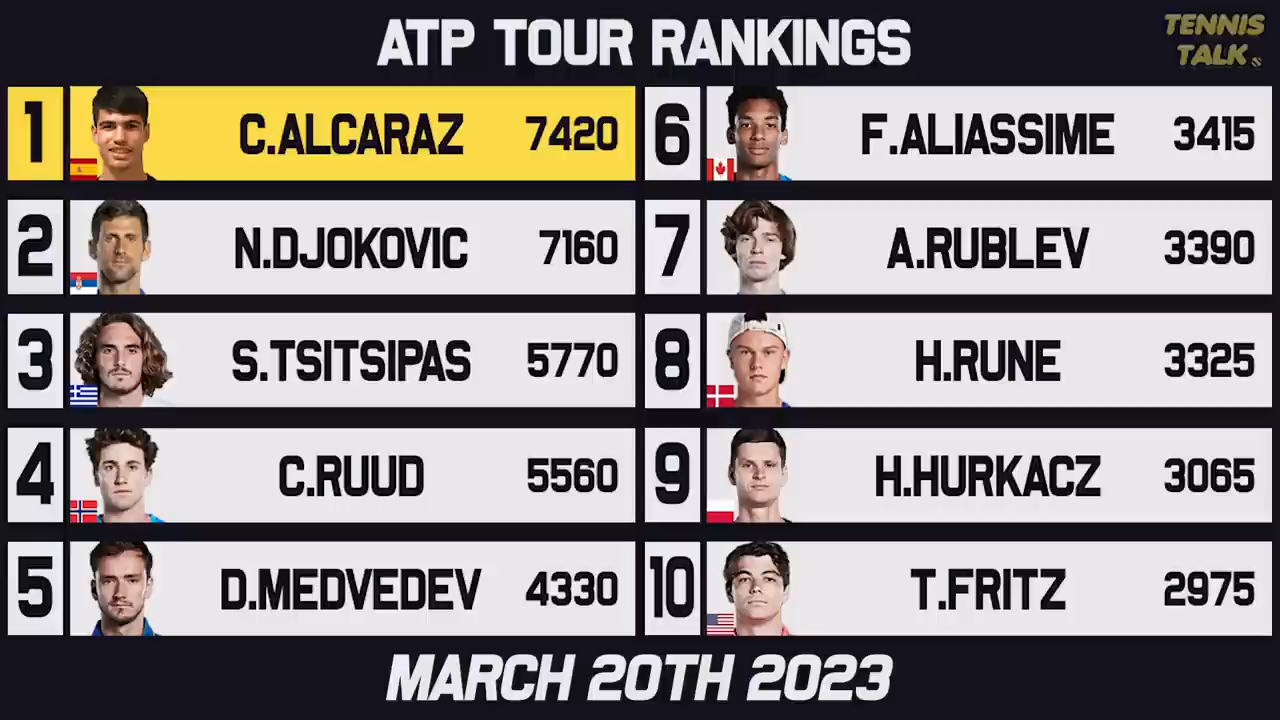 ATP TOUR RANKINGS
TENNIS
TALK
1 C.ALCARAZ 7420
2 N.DJOKOVIC 7160
3 S.TSITSIPAS 5770
4 C.RUUD 5560
5 D.MEDVEDEV 4330
6 F.ALIASSIME 3415
7 A.RUBLEV 3390
8 H.RUNE 3325
9 H.HURKACZ 3065
10 T.FRITZ 2975
MARCH 20TH 2023